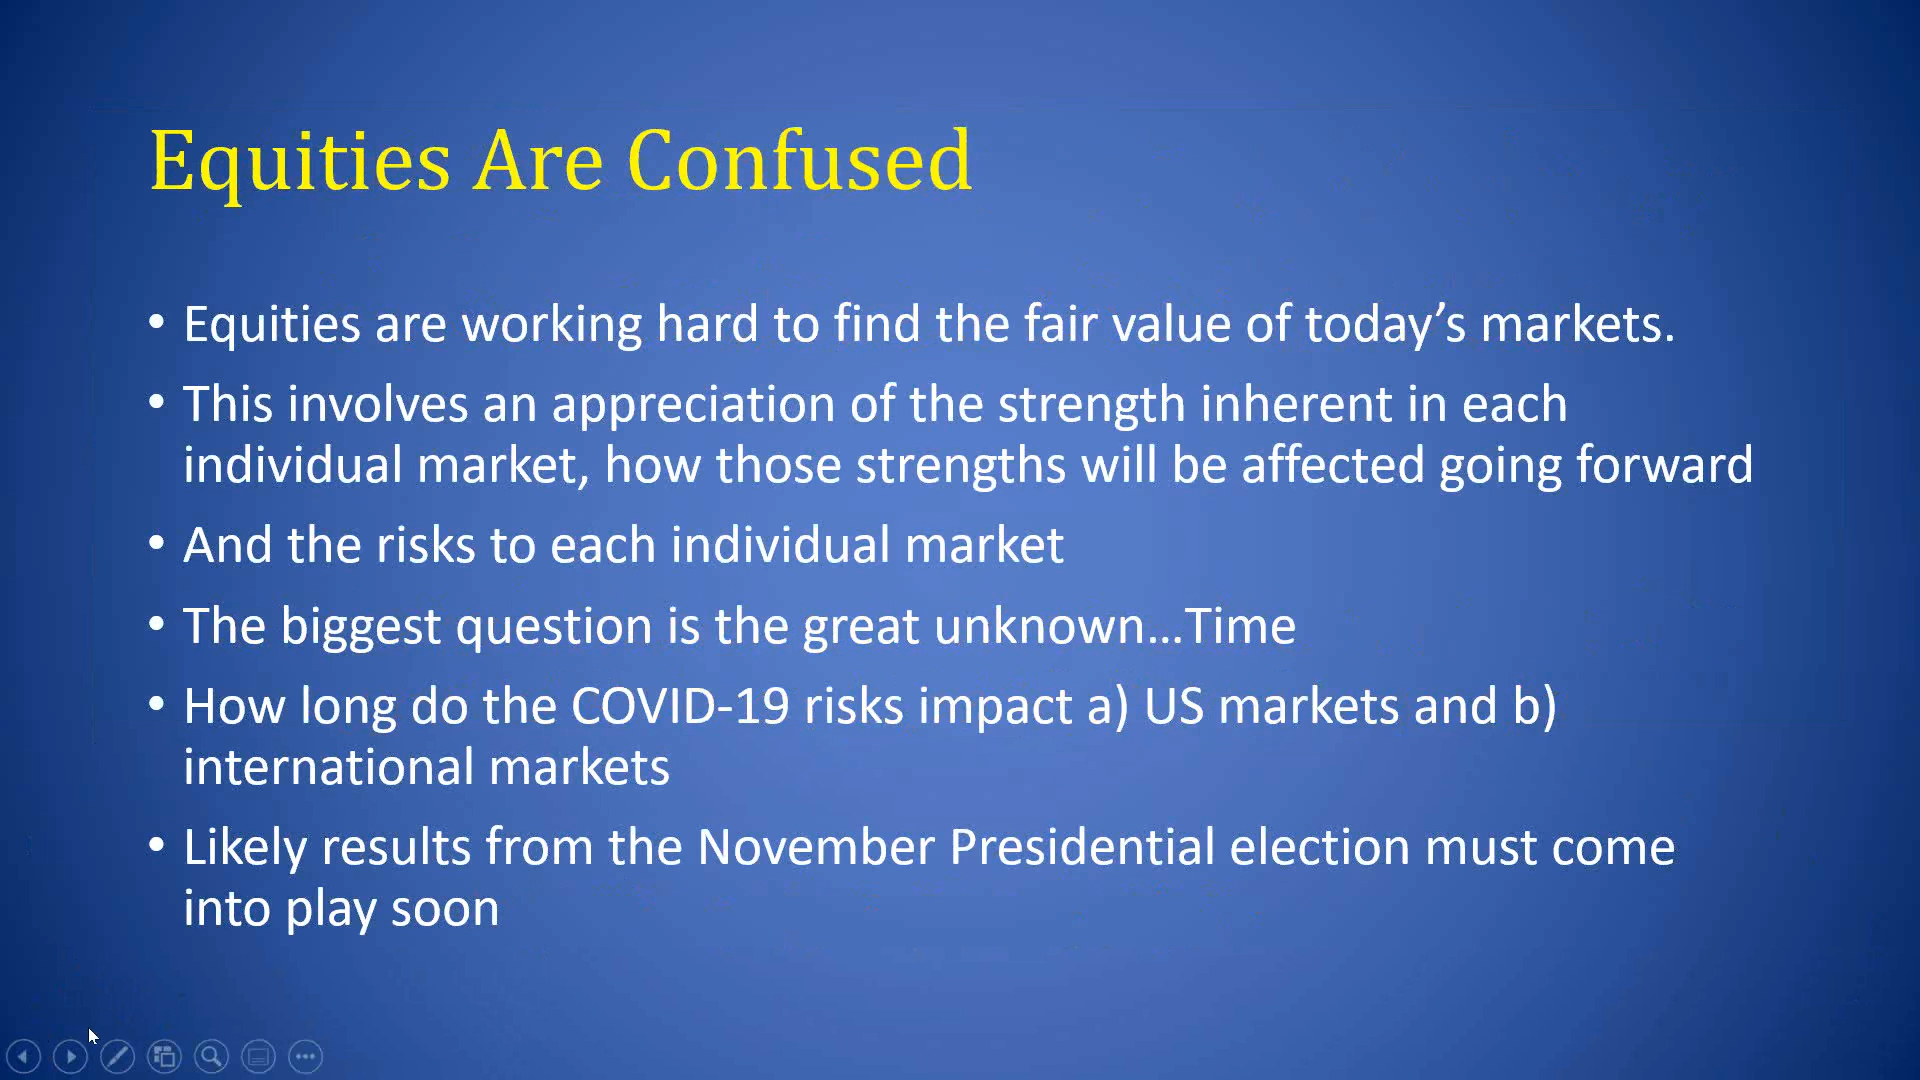 Equities Are Confused
• Equities are working hard to find the fair value of today’s markets.
• This involves an appreciation of the strength inherent in each
individual market, how those strengths will be affected going forward
• And the risks to each individual market
• The biggest question is the great unknown…Time
• How long do the COVID-19 risks impact a) US markets and b)
international markets
• Likely results from the November Presidential election must come
into play soon